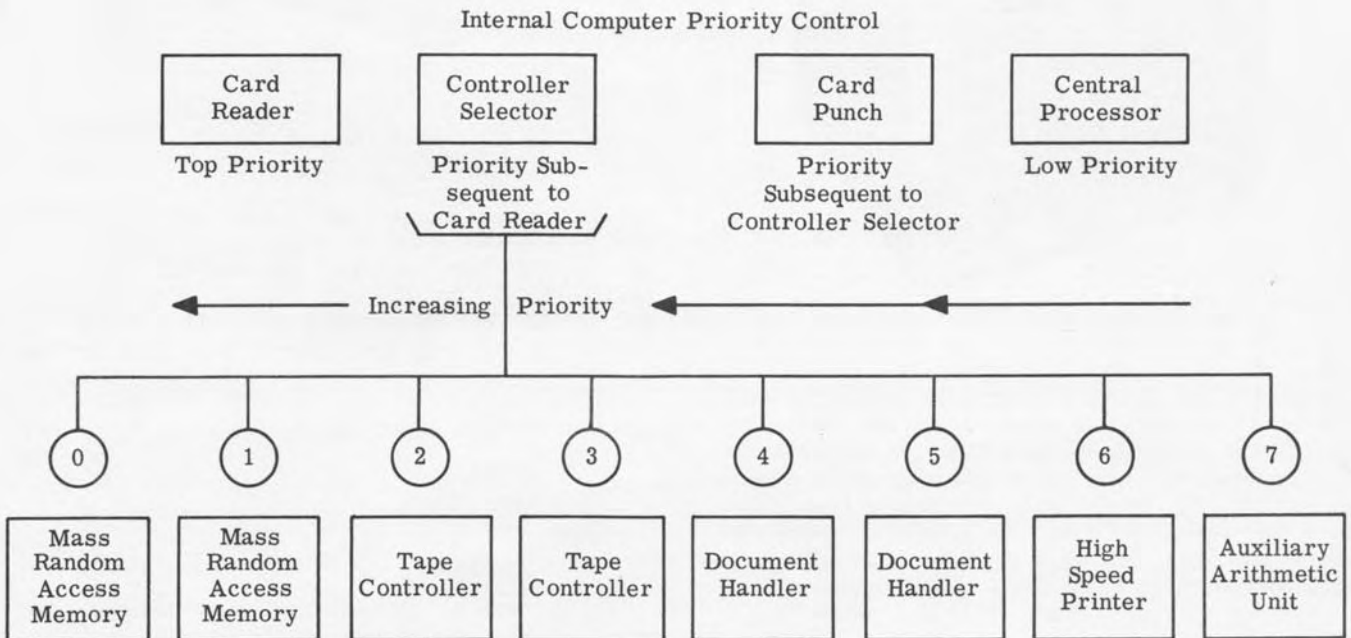 Internal Computer Priority Control
Card
Reader
Top Priority
Controller
Selector
Priority Sub-
sequent to
Card Reader
Card
Punch
Priority
Subsequent to
Controller Selector
Central
Processor
Low Priority
Increasing Priority
0
1
2
3
4
5
6
7
Mass
Random
Access
Memory
Mass
Random
Access
Memory
Tape
Controller
Tape
Controller
Document
Handler
Document
Handler
High
Speed
Printer
Auxiliary
Arithmetic
Unit